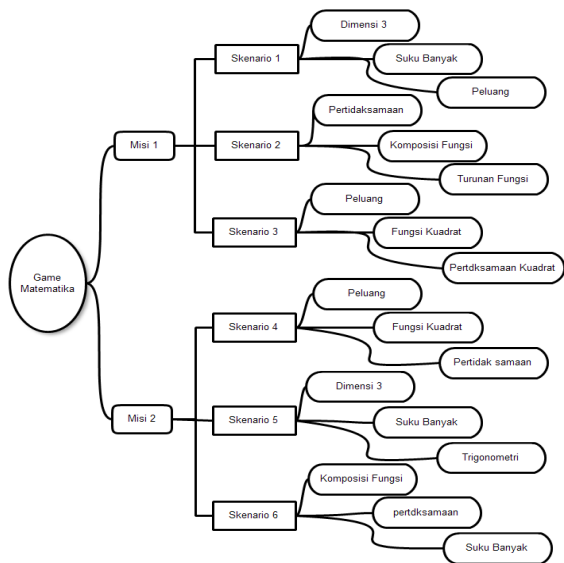 Dimensi 3
Skenario 1
Suku Banyak
Peluang
Pertidaksamaan
Misi 1
Skenario 2
Komposisi Fungsi
Turunan Fungsi
Peluang
Skenario 3
Fungsi Kuadrat
Pertdksamaan Kuadrat
Game
Matematika
Peluang
Skenario 4
Fungsi Kuadrat
Pertidak samaan
Dimensi 3
Misi 2
Skenario 5
Suku Banyak
Trigonometri
Komposisi Fungsi
Skenario 6
pertdksamaan
Suku Banyak